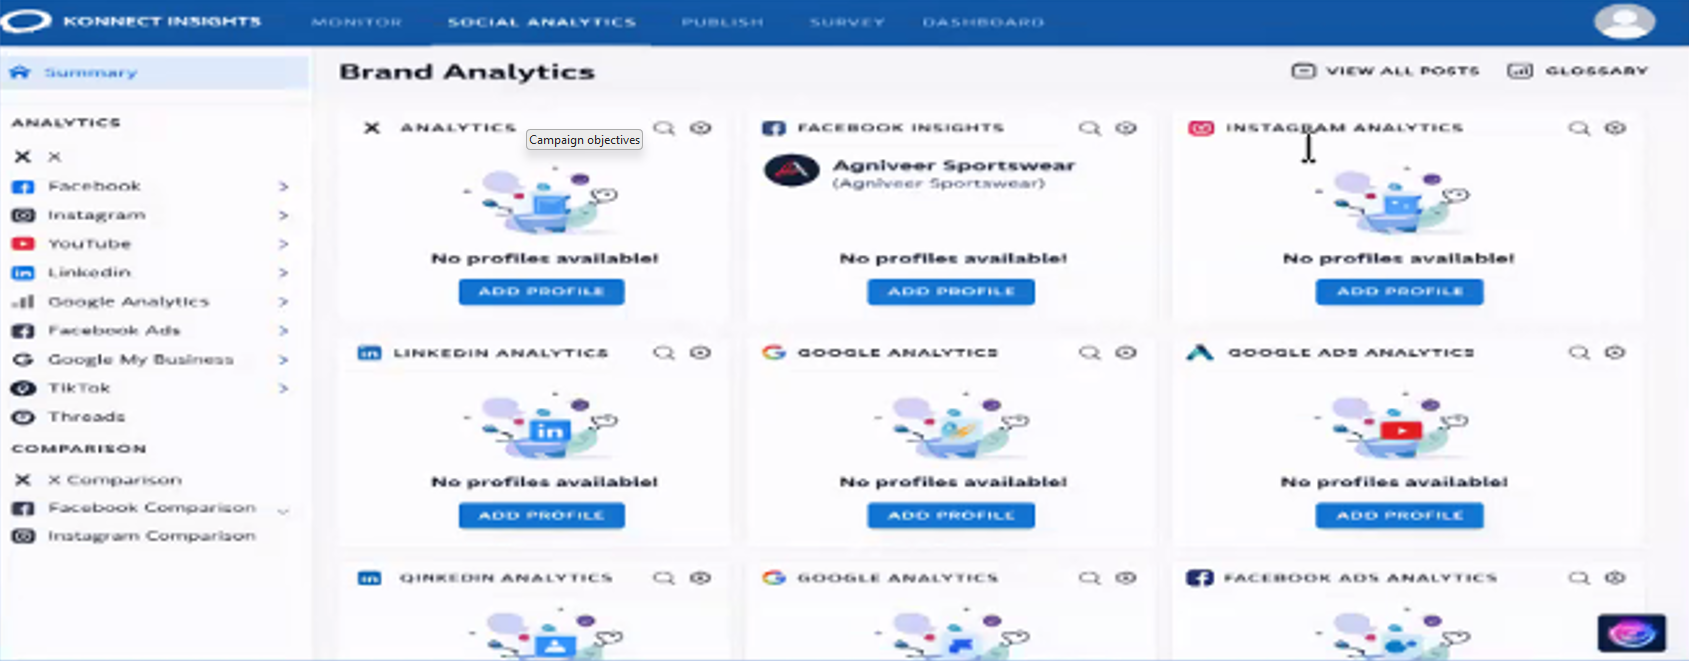 KONNECT INSIGHTS MONITOR SOCIAL ANALYTICS PUBLISH SURVEY DASHBOARD
Summary
Brand Analytics
VIEW ALL POSTS GLOSSARY
ANALYTICS
X
Facebook
Instagram
YouTube
Linkedin
Google Analytics
Facebook Ads
Google My Business
TikTok
Threads
COMPARISON
X Comparison
Facebook Comparison
Instagram Comparison
ANALYTICS
Campaign objectives
No profiles available!
ADD PROFILE
FACEBOOK INSIGHTS
Agniveer Sportswear
(Agniveer Sportswear)
No profiles available!
ADD PROFILE
INSTAGRAM ANALYTICS
No profiles available!
ADD PROFILE
LINKEDIN ANALYTICS
No profiles available!
ADD PROFILE
GOOGLE ANALYTICS
No profiles available!
ADD PROFILE
GOOGLE ADS ANALYTICS
No profiles available!
ADD PROFILE
QINKEDIN ANALYTICS
GOOGLE ANALYTICS
FACEBOOK ADS ANALYTICS